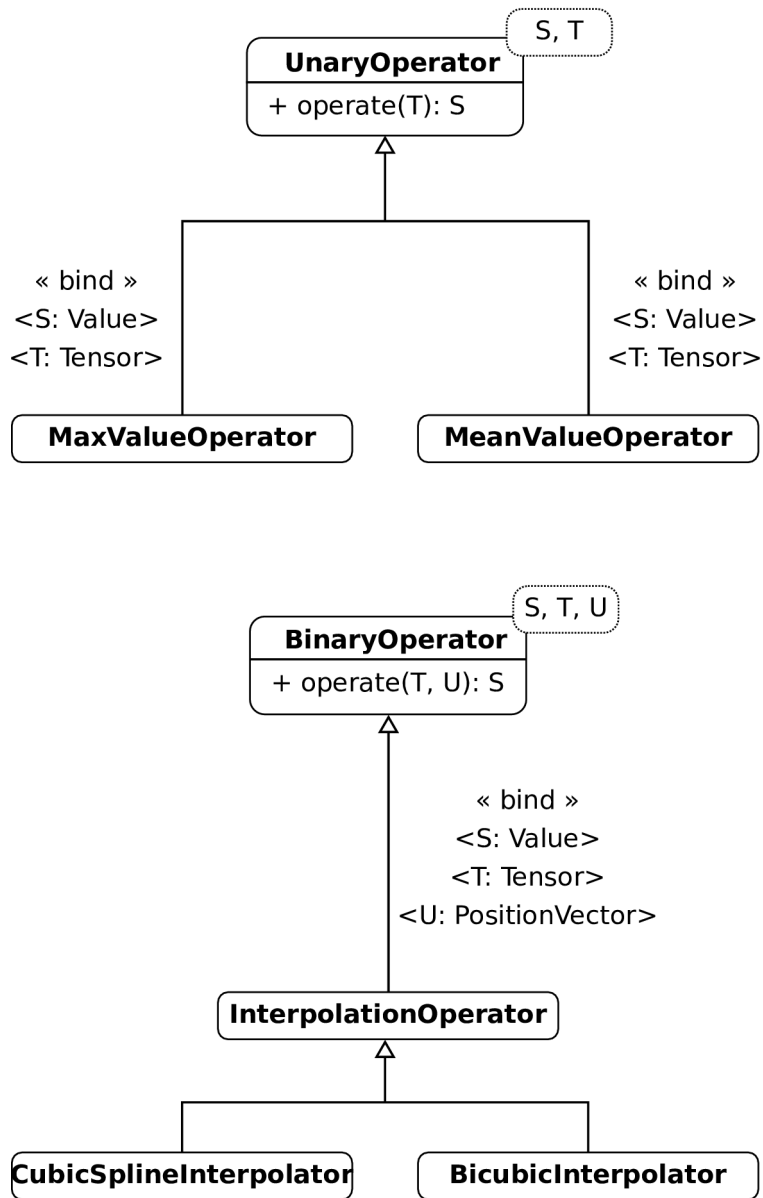 S, T
UnaryOperator
+ operate(T): S
« bind »
<S: Value>
<T: Tensor>
« bind »
<S: Value>
<T: Tensor>
MaxValueOperator
MeanValueOperator
S, T, U
BinaryOperator
+ operate(T, U): S
« bind »
<S: Value>
<T: Tensor>
<U: PositionVector>
InterpolationOperator
CubicSplineInterpolator
BicubicInterpolator